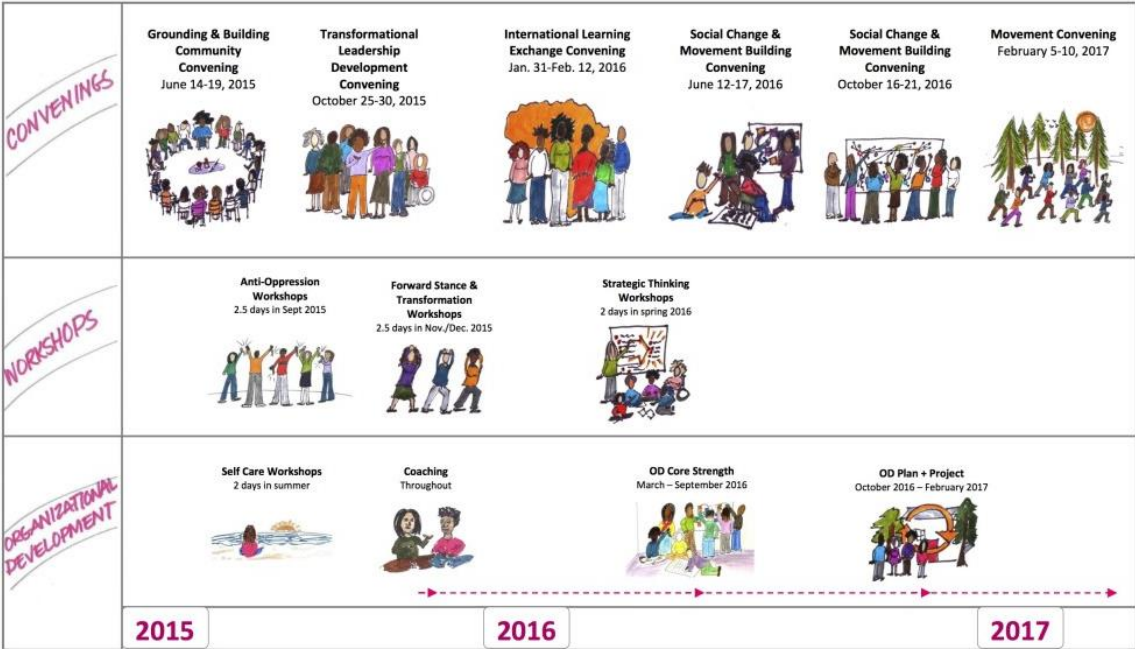 CONVENINGS
Grounding & Building
Community
Convening
June 14-19, 2015
Transformational
Leadership
Development
Convening
October 25-30, 2015
International Learning
Exchange Convening
Jan. 31-Feb. 12, 2016
Social Change &
Movement Building
Convening
June 12-17, 2016
Social Change &
Movement Building
Convening
October 16-21, 2016
Movement Convening
February 5-10, 2017
WORKSHOPS
Anti-Oppression
Workshops
2.5 days in Sept 2015
Forward Stance &
Transformation
Workshops
2.5 days in Nov./Dec. 2015
Strategic Thinking
Workshops
2 days in spring 2016
ORGANIZATIONAL
DEVELOPMENT
Self Care Workshops
2 days in summer
Coaching
Throughout
OD Core Strength
March – September 2016
OD Plan + Project
October 2016 – February 2017
2015
2016
2017